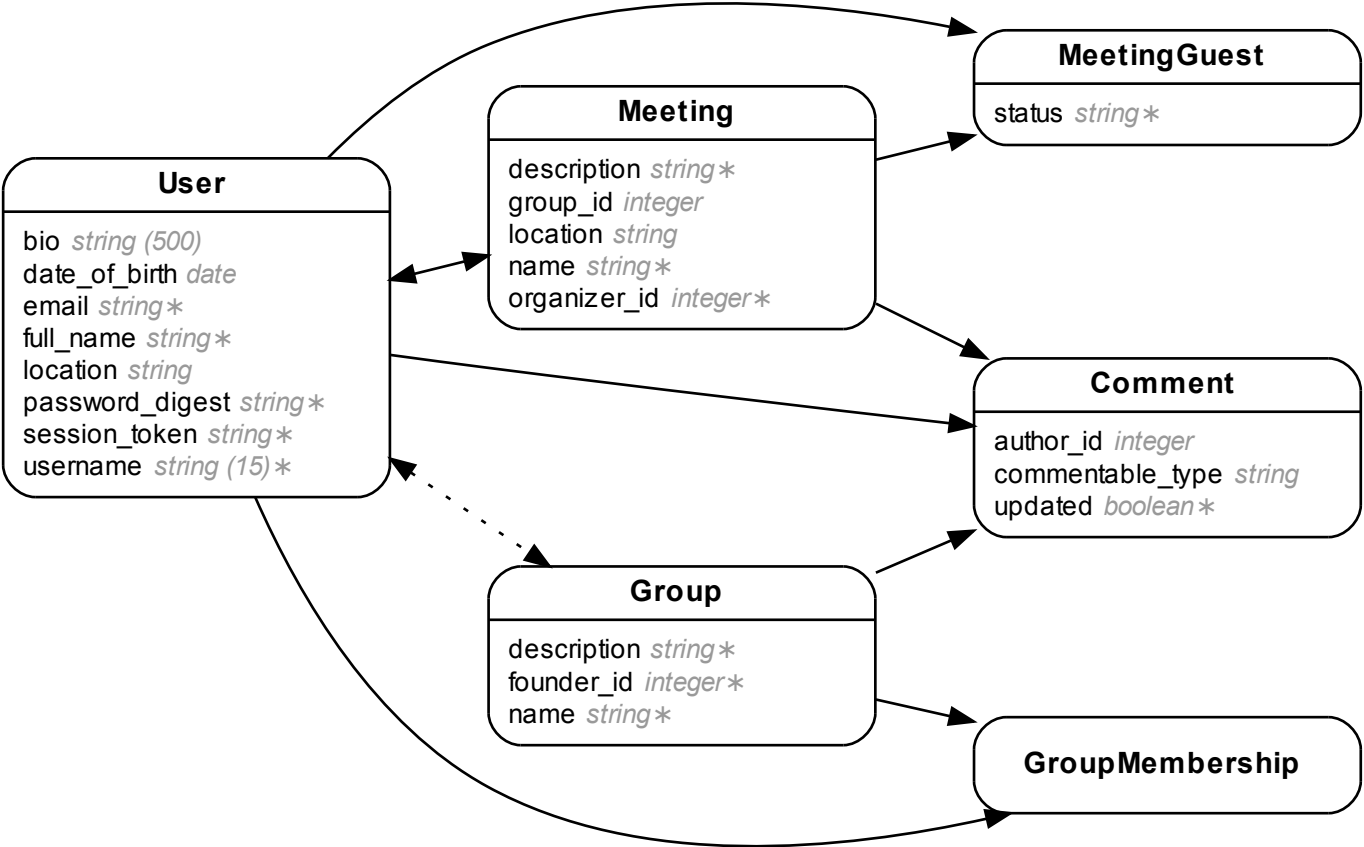 User
bio string (500)
date_of_birth date
email string∗
full_name string∗
location string
password_digest string∗
session_token string∗
username string (15)∗
Meeting
description string∗
group_id integer
location string
name string∗
organizer_id integer∗
Group
description string∗
founder_id integer∗
name string∗
MeetingGuest
status string∗
Comment
author_id integer
commentable_type string
updated boolean∗
GroupMembership